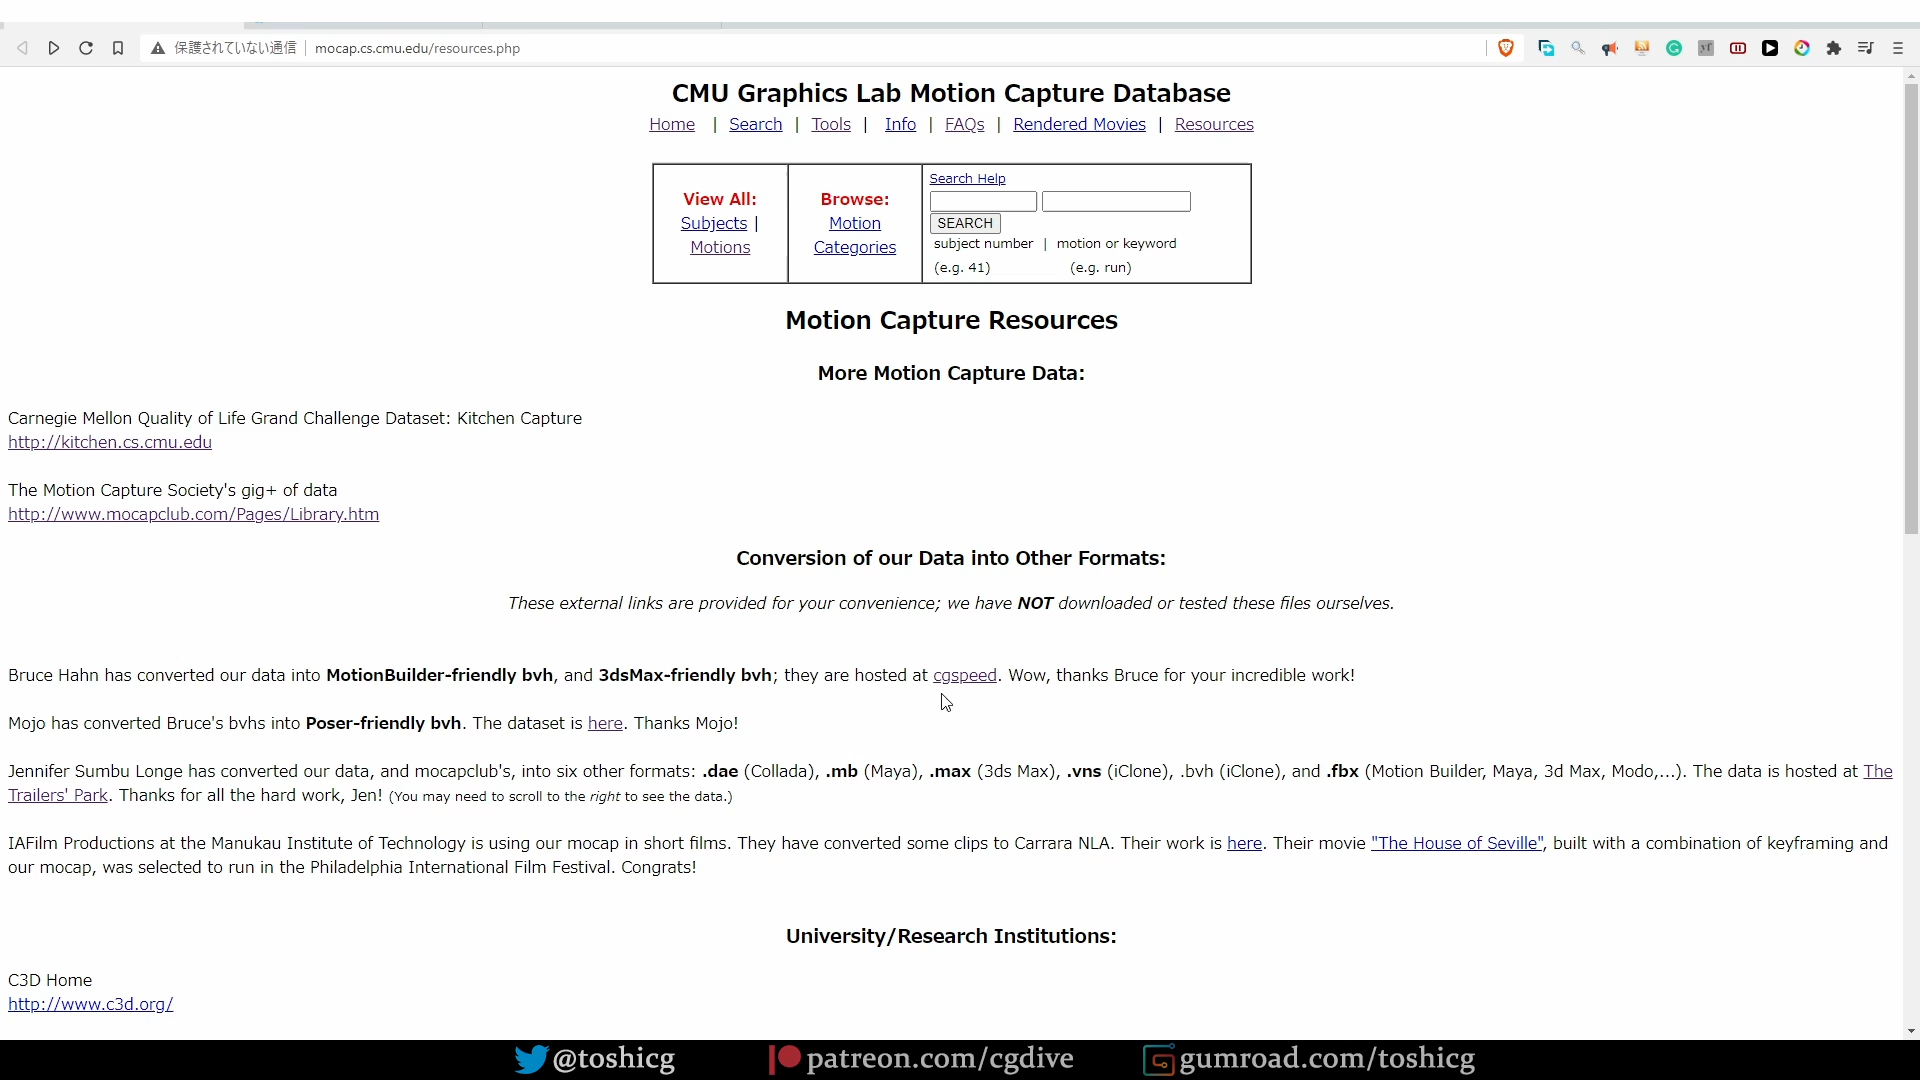 保護されていない通信 mocap.cs.cmu.edu/resources.php
CMU Graphics Lab Motion Capture Database
Home | Search | Tools | Info | FAQs | Rendered Movies | Resources
View All:
Subjects |
Motions
Browse:
Motion
Categories
Search Help
SEARCH
subject number | motion or keyword
(e.g. 41) (e.g. run)
Motion Capture Resources
More Motion Capture Data:
Carnegie Mellon Quality of Life Grand Challenge Dataset: Kitchen Capture
http://kitchen.cs.cmu.edu
The Motion Capture Society's gig+ of data
http://www.mocapclub.com/Pages/Library.htm
Conversion of our Data into Other Formats:
These external links are provided for your convenience; we have NOT downloaded or tested these files ourselves.
Bruce Hahn has converted our data into MotionBuilder-friendly bvh, and 3dsMax-friendly bvh; they are hosted at cgspeed. Wow, thanks Bruce for your incredible work!
Mojo has converted Bruce's bvhs into Poser-friendly bvh. The dataset is here. Thanks Mojo!
Jennifer Sumbu Longe has converted our data, and mocapclub's, into six other formats: .dae (Collada), .mb (Maya), .max (3ds Max), .vns (iClone), .bvh (iClone), and .fbx (Motion Builder, Maya, 3d Max, Modo,...). The data is hosted at The
Trailers' Park. Thanks for all the hard work, Jen! (You may need to scroll to the right to see the data.)
IAFilm Productions at the Manukau Institute of Technology is using our mocap in short films. They have converted some clips to Carrara NLA. Their work is here. Their movie "The House of Seville", built with a combination of keyframing and
our mocap, was selected to run in the Philadelphia International Film Festival. Congrats!
University/Research Institutions:
C3D Home
http://www.c3d.org/
@toshicg patreon.com/cgdive gumroad.com/toshicg